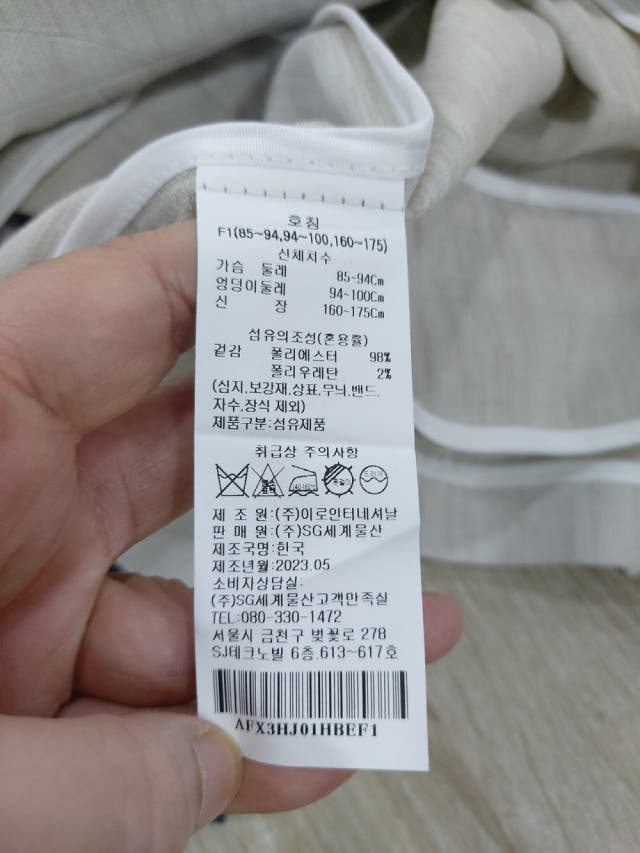 호칭
F1(85~94,94~100,160~175)
신체치수
가슴 둘레 85~94Cm
엉덩이둘레 94~100Cm
신 장 160~175Cm
섬유의조성(혼용률)
겉감 폴리에스터 98%
폴리우레탄 2%
(심지,보강재,상표,무늬,밴드,
자수,장식 제외)
제품구분:섬유제품
취급상 주의사항
제 조 원:(주)이로인터네셔날
판 매 원:(주)SG세계물산
제조국명:한국
제조년월:2023.05
소비자상담실:
(주)SG세계물산고객만족실
TEL:080-330-1472
서울시 금천구 벚꽃로 278
SJ테크노빌 6층.613~617호
AFX3HJ01HBEF1